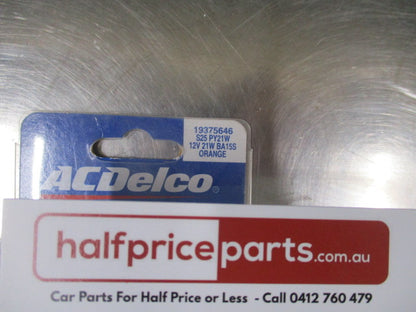 19375646
S25 PY21W
12V 21W BA15S
ORANGE
ACDelco®
halfpriceparts.com.au
Car Parts For Half Price or Less - Call 0412 760 479